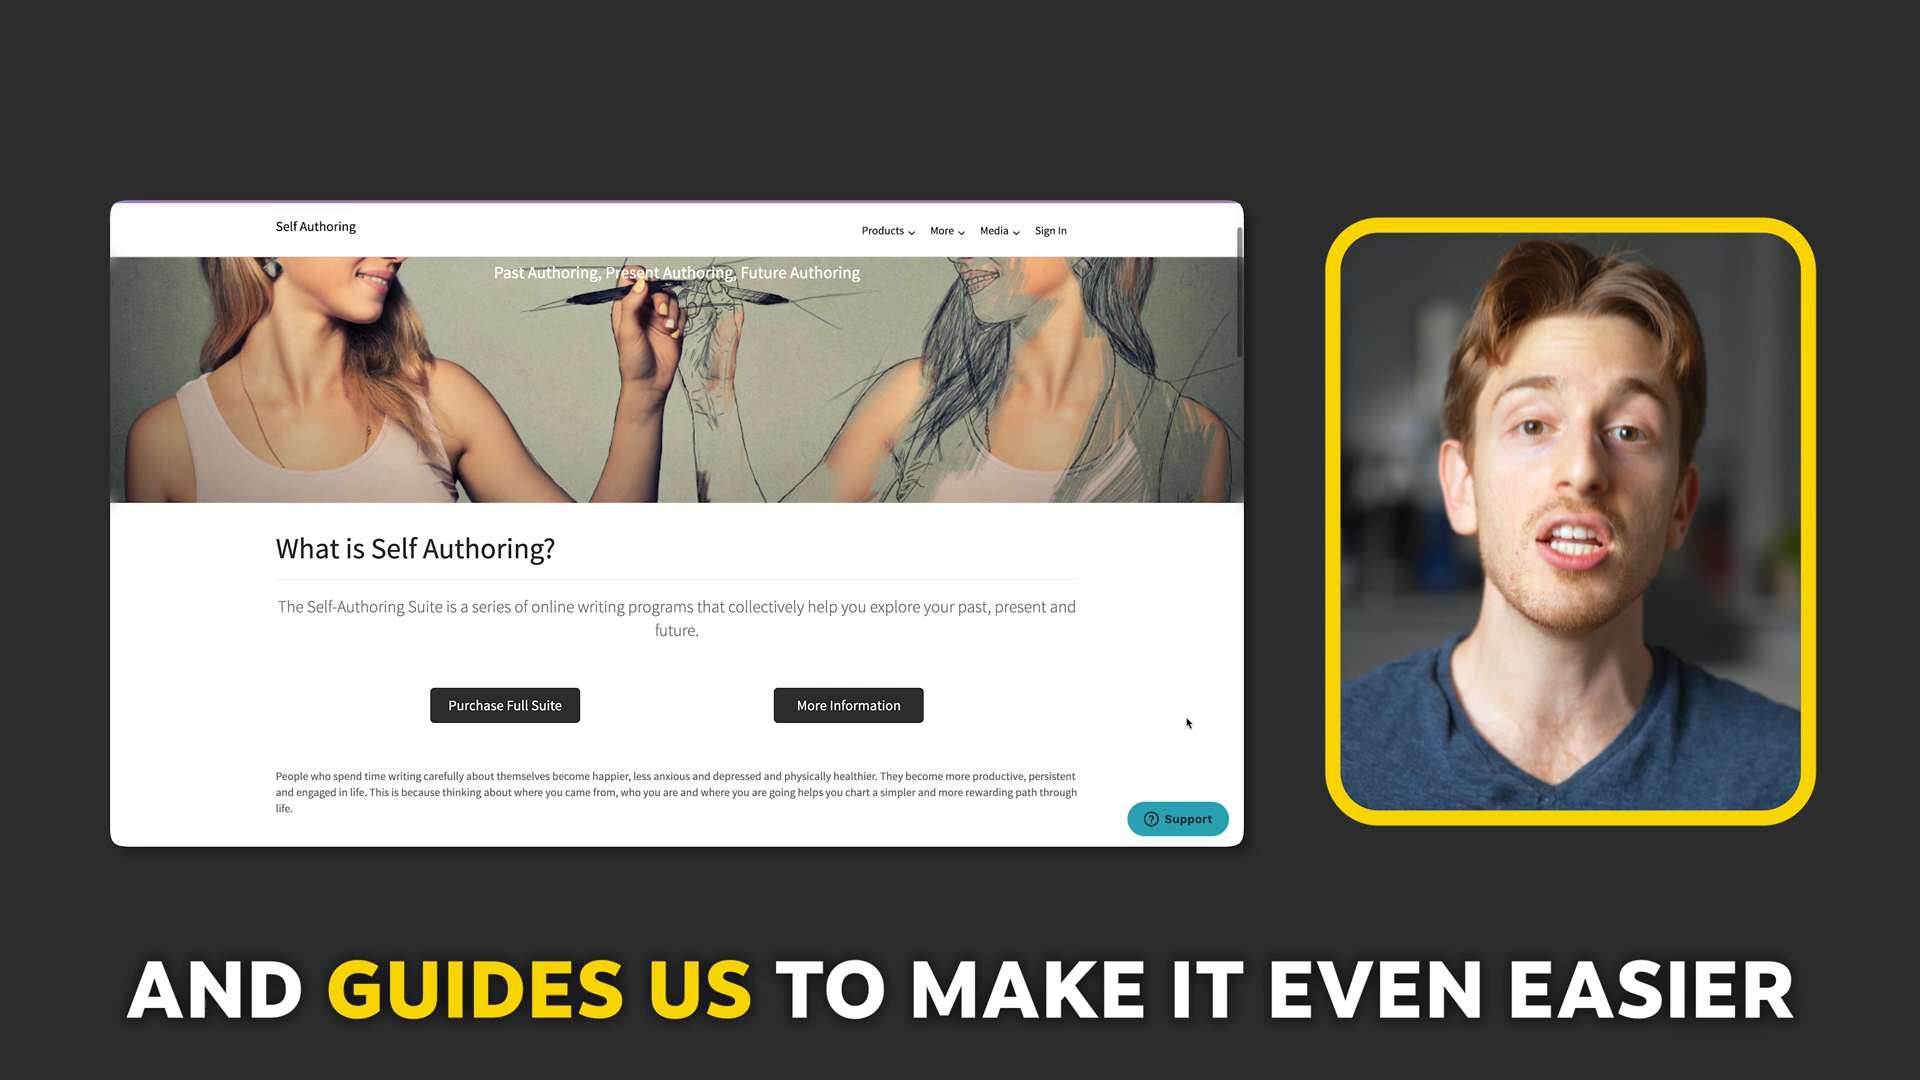 Self Authoring
Products More Media Sign In
Past Authoring, Present Authoring, Future Authoring
What is Self Authoring?
The Self-Authoring Suite is a series of online writing programs that collectively help you explore your past, present and
future.
Purchase Full Suite
More Information
People who spend time writing carefully about themselves become happier, less anxious and depressed and physically healthier. They become more productive, persistent
and engaged in life. This is because thinking about where you came from, who you are and where you are going helps you chart a simpler and more rewarding path through
life.
? Support
AND GUIDES US TO MAKE IT EVEN EASIER